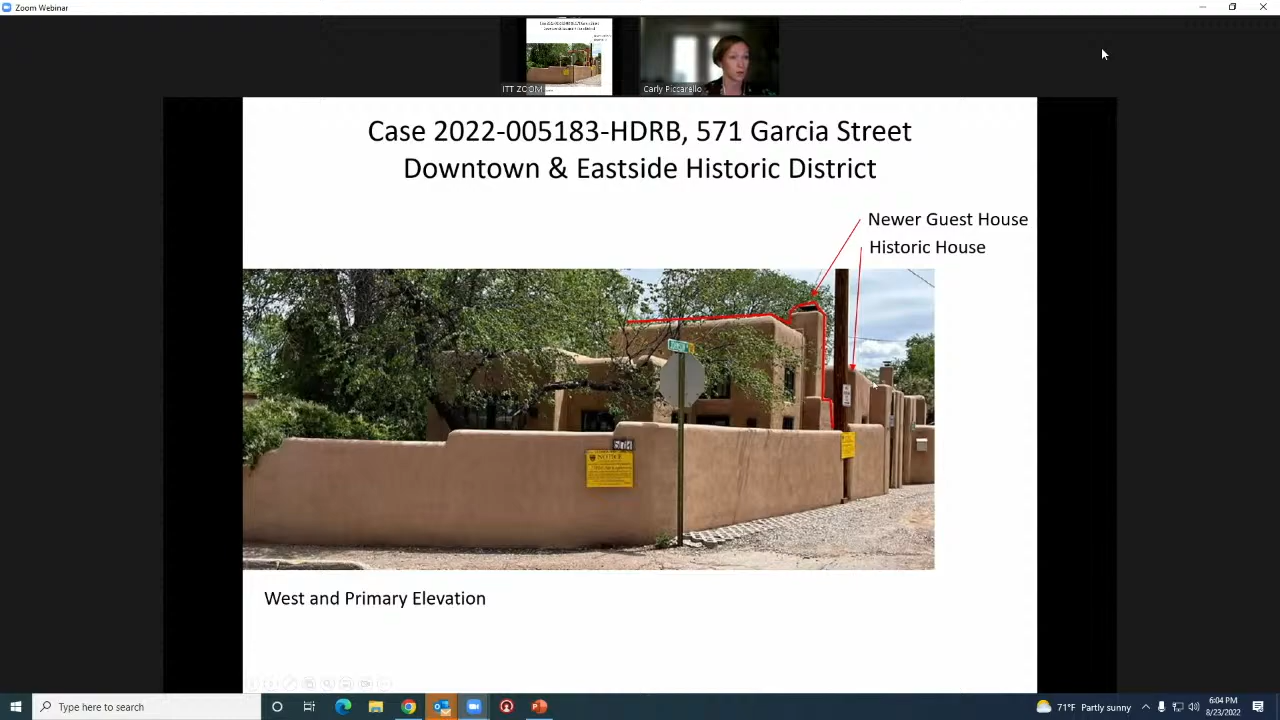 Zoom Webinar
ITT ZOOM
Carly Piccarello
Case 2022-005183-HDRB, 571 Garcia Street
Downtown & Eastside Historic District
Newer Guest House
Historic House
NOTICE
West and Primary Elevation
Type here to search
71°F Partly sunny
6:04 PM
8/23/2022